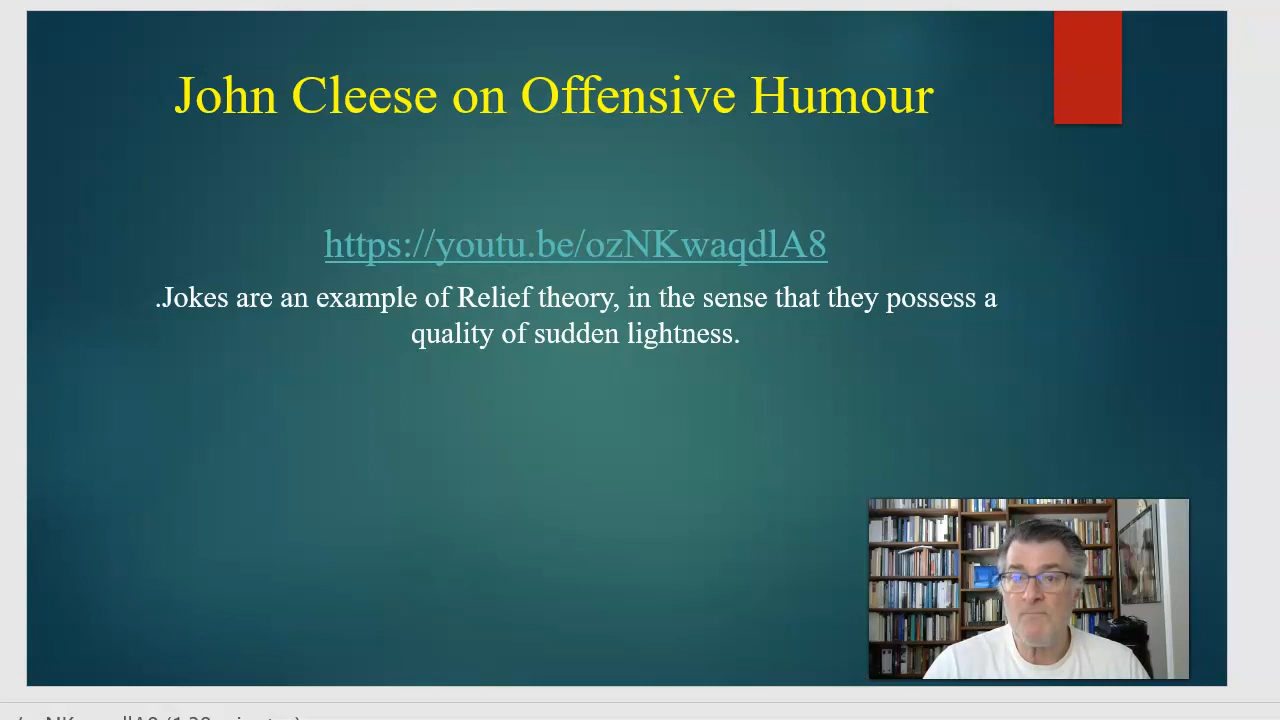 John Cleese on Offensive Humour
https://youtu.be/ozNKwaqdlA8
.Jokes are an example of Relief theory, in the sense that they possess a
quality of sudden lightness.